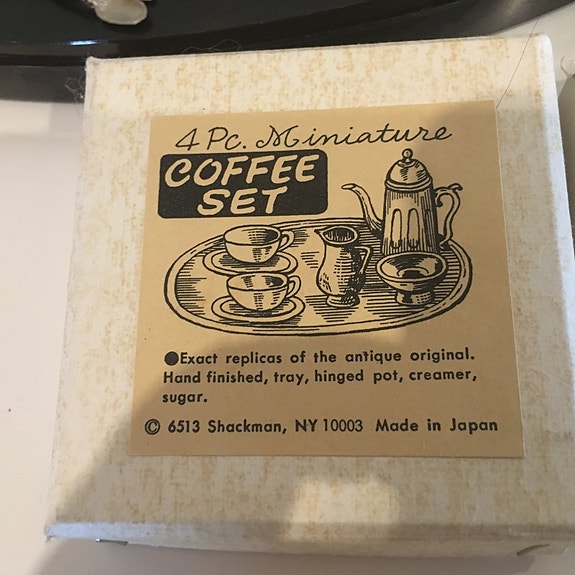 4 Pc. Miniature
COFFEE
SET
●Exact replicas of the antique original.
Hand finished, tray, hinged pot, creamer,
sugar.
© 6513 Shackman, NY 10003 Made in Japan